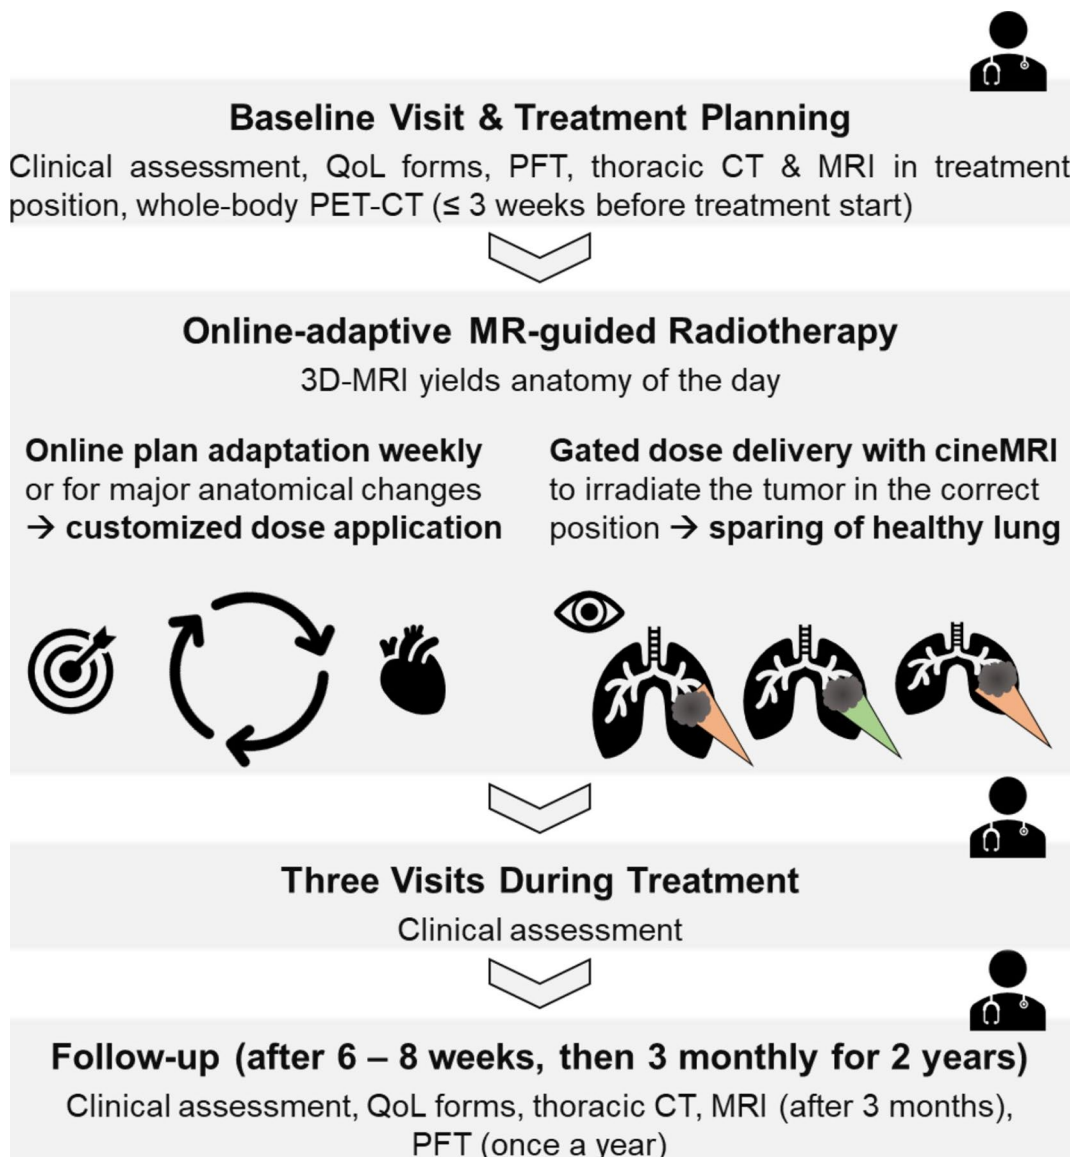 Baseline Visit & Treatment Planning
Clinical assessment, QoL forms, PFT, thoracic CT & MRI in treatment
position, whole-body PET-CT (≤ 3 weeks before treatment start)
Online-adaptive MR-guided Radiotherapy
3D-MRI yields anatomy of the day
Online plan adaptation weekly
or for major anatomical changes
→ customized dose application
Gated dose delivery with cineMRI
to irradiate the tumor in the correct
position → sparing of healthy lung
Three Visits During Treatment
Clinical assessment
Follow-up (after 6 – 8 weeks, then 3 monthly for 2 years)
Clinical assessment, QoL forms, thoracic CT, MRI (after 3 months),
PFT (once a year)